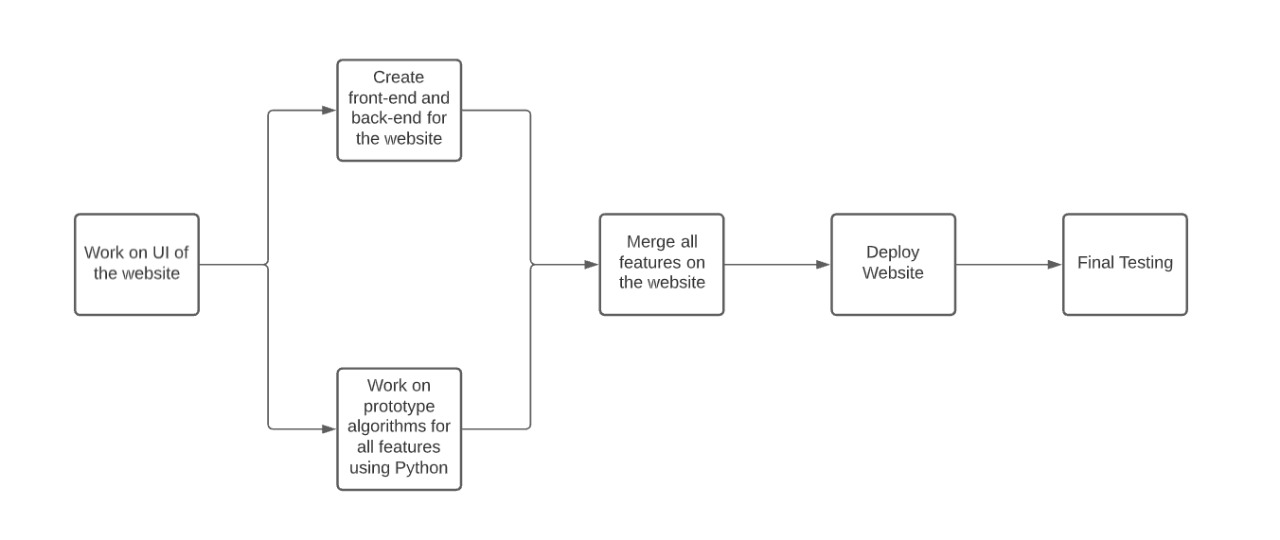 Work on UI of
the website
Create
front-end and
back-end for
the website
Work on
prototype
algorithms for
all features
using Python
Merge all
features on
the website
Deploy
Website
Final Testing